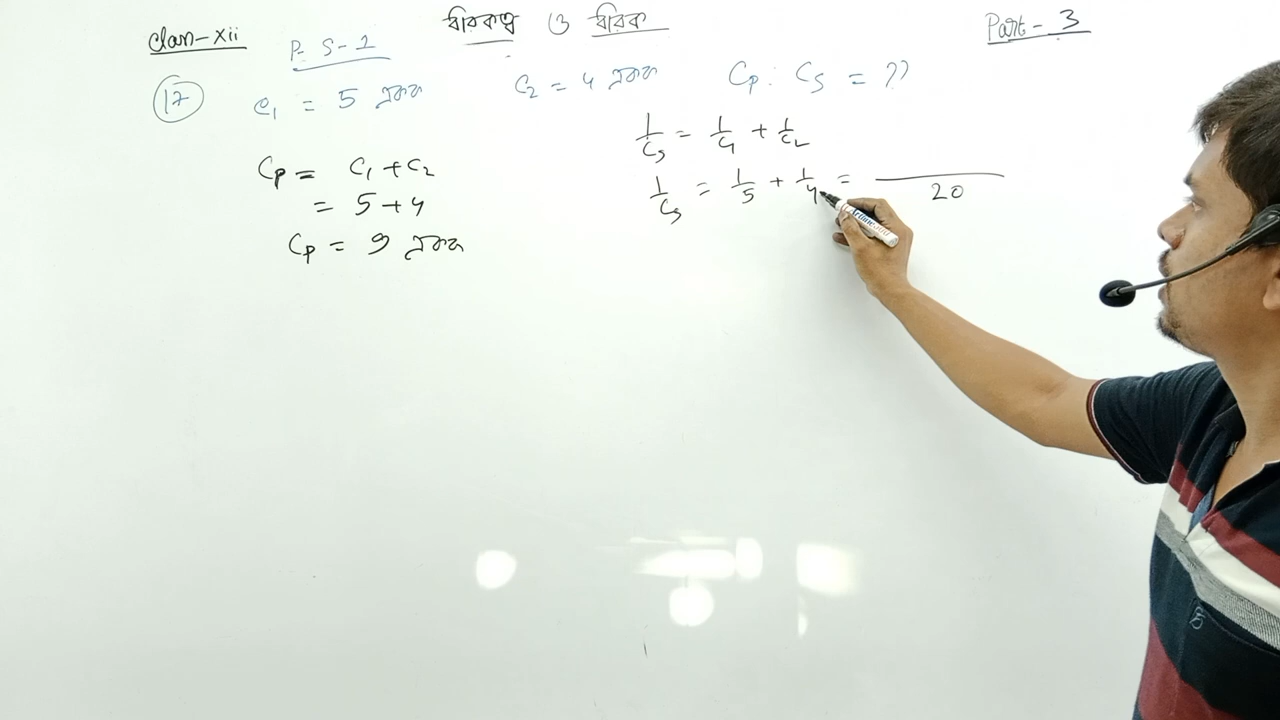 Class-xii
P. S-1
ধারকত্ব ও ধারক
Part-3
17
C₁ = 5 একক
C₂ = 4 একক
Cp : Cs = ??
Cp = C₁ + C₂
= 5 + 4
Cp = 9 একক
1/Cs = 1/C₁ + 1/C₂
1/Cs = 1/5 + 1/4 = /20